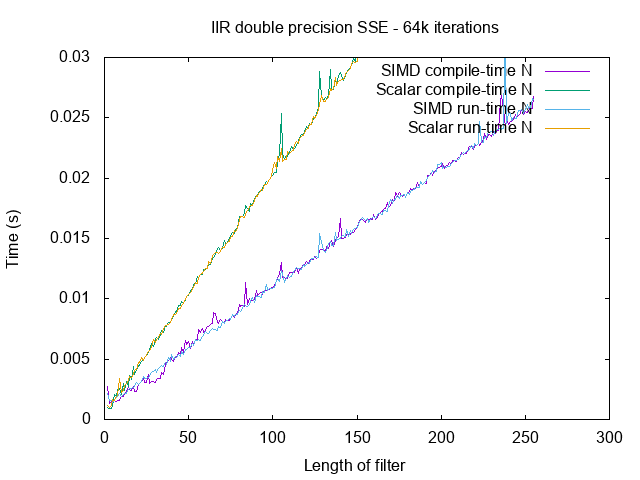 IIR double precision SSE - 64k iterations
0.03
SIMD compile-time N
Scalar compile-time N
0.025
SIMD run-time N
Scalar run-time N
0.02
Time (s)
0.015
0.01
0.005
0
0 50 100 150 200 250 300
Length of filter